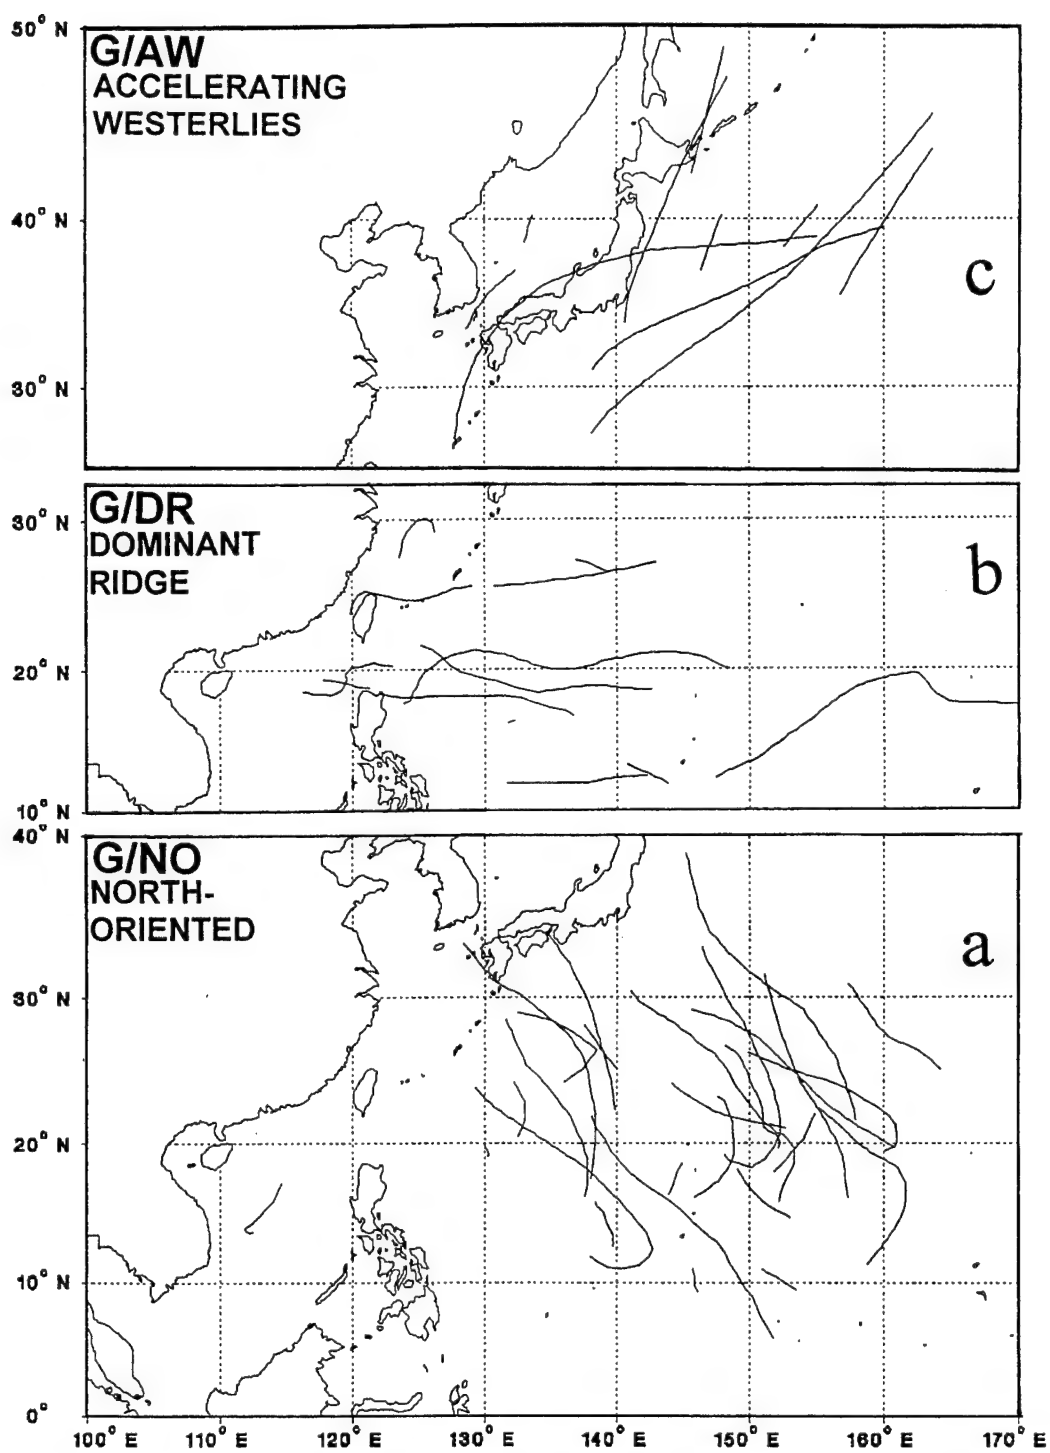 50° N
G/AW
ACCELERATING
WESTERLIES
40° N
c
30° N
G/DR
30° N
DOMINANT
RIDGE
b
20° N
10° N
40° N
G/NO
NORTH-
ORIENTED
a
30° N
20° N
10° N
0°
100° E 110° E 120° E 130° E 140° E 150° E 160° E 170° E